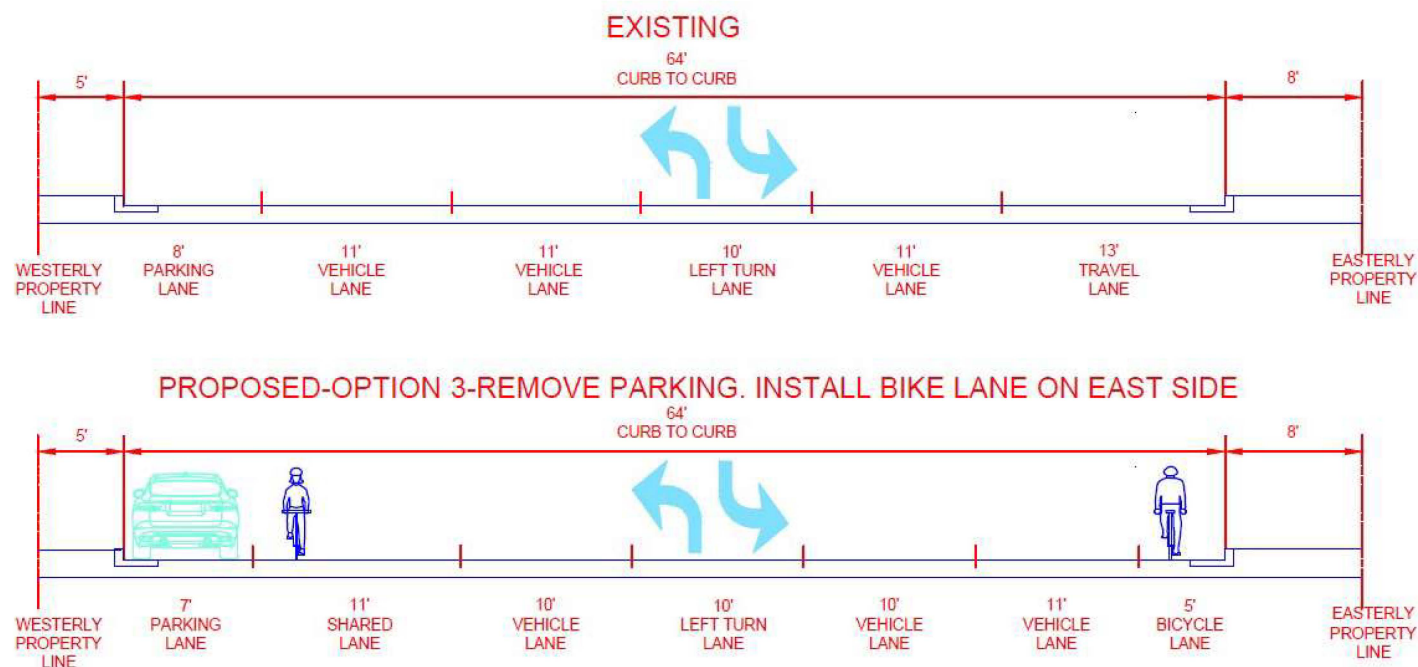 EXISTING
64'
CURB TO CURB
5'
8'
8'
PARKING
LANE
11'
VEHICLE
LANE
11'
VEHICLE
LANE
10'
LEFT TURN
LANE
11'
VEHICLE
LANE
13'
TRAVEL
LANE
WESTERLY
PROPERTY
LINE
EASTERLY
PROPERTY
LINE
PROPOSED-OPTION 3-REMOVE PARKING. INSTALL BIKE LANE ON EAST SIDE
64'
CURB TO CURB
5'
8'
WESTERLY
PROPERTY
LINE
7'
PARKING
LANE
11'
SHARED
LANE
10'
VEHICLE
LANE
10'
LEFT TURN
LANE
10'
VEHICLE
LANE
11'
VEHICLE
LANE
5'
BICYCLE
LANE
EASTERLY
PROPERTY
LINE